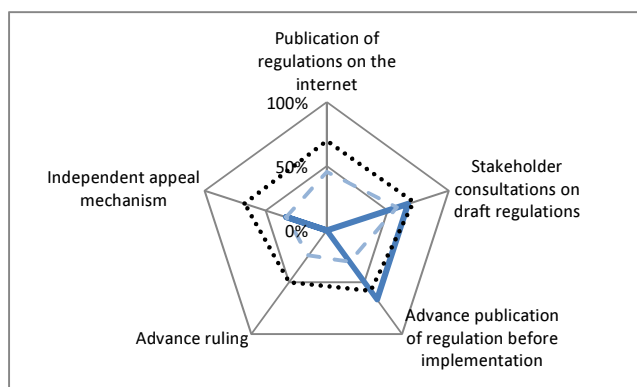 Publication of
regulations on the
internet
100%
50%
0%
Stakeholder
consultations on
draft regulations
Advance publication
of regulation before
implementation
Advance ruling
Independent appeal
mechanism